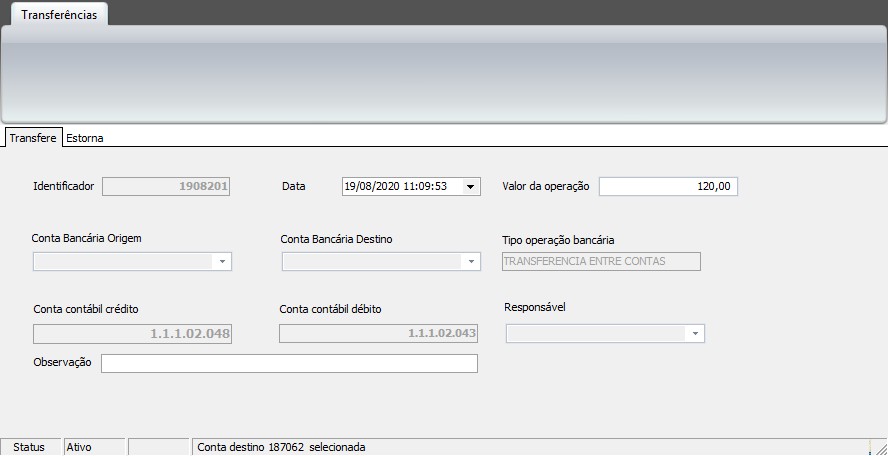 Transferências
Transfere Estorna
Identificador 1908201 Data 19/08/2020 11:09:53 Valor da operação 120,00
Conta Bancária Origem Conta Bancária Destino Tipo operação bancária
TRANSFERENCIA ENTRE CONTAS
Conta contábil crédito Conta contábil débito Responsável
1.1.1.02.048 1.1.1.02.043
Observação
Status Ativo Conta destino 187062 selecionada